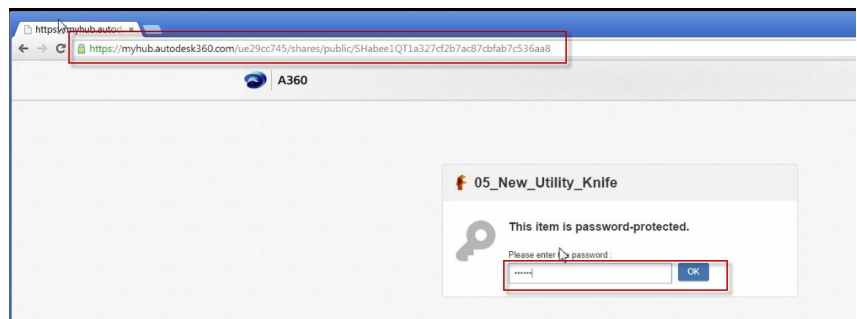 https://myhub.autod
https://myhub.autodesk360.com/ue29cc745/shares/public/SHabee1QT1a327cf2b7ac87cbfab7c536aa8
A360
05_New_Utility_Knife
This item is password-protected.
Please enter the password :
••••••
OK